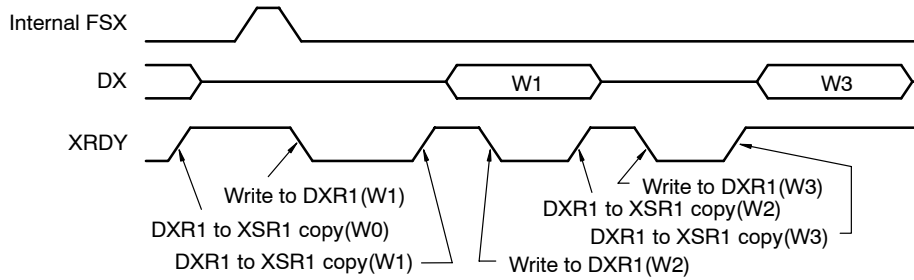 Internal FSX
DX
W1
W3
XRDY
Write to DXR1(W1)
Write to DXR1(W3)
DXR1 to XSR1 copy(W2)
DXR1 to XSR1 copy(W0)
DXR1 to XSR1 copy(W3)
DXR1 to XSR1 copy(W1)
Write to DXR1(W2)